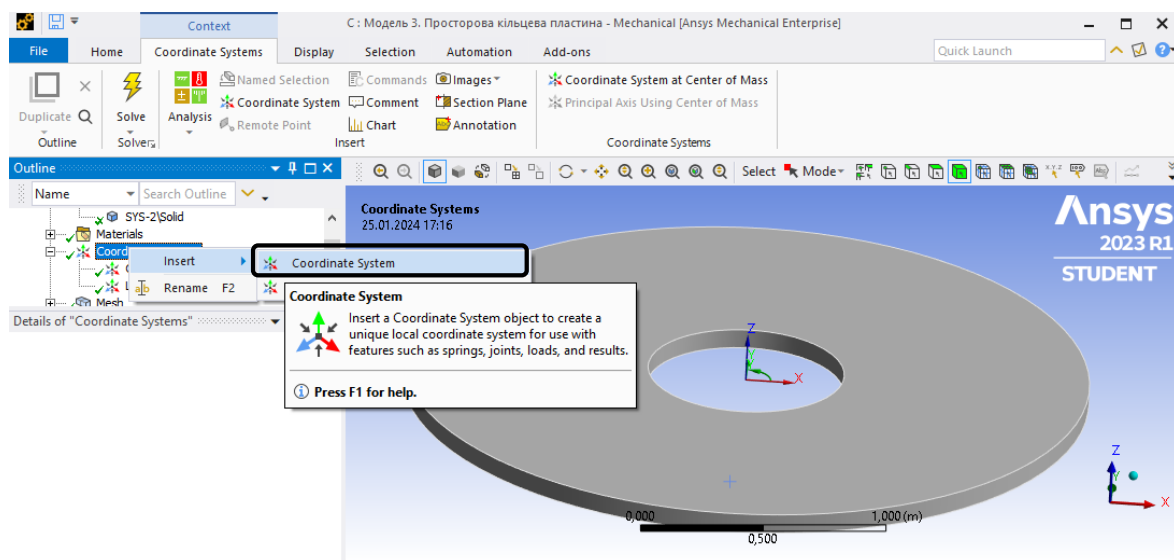 Context
C : Модель 3. Просторова кільцева пластина - Mechanical [Ansys Mechanical Enterprise]
File Home Coordinate Systems Display Selection Automation Add-ons Quick Launch
Duplicate Solve Analysis
Named Selection Commands Images
Coordinate System Comment Section Plane
Remote Point Chart Annotation
Coordinate System at Center of Mass
Principal Axis Using Center of Mass
Outline Solvers Insert Coordinate Systems
Outline
Select Mode
Name Search Outline
SYS-2\Solid
Materials
Coord
Mesh
Insert
Rename F2
Coordinate System
Coordinate System
Insert a Coordinate System object to create a
unique local coordinate system for use with
features such as springs, joints, loads, and results.
Press F1 for help.
Details of "Coordinate Systems"
Coordinate Systems
25.01.2024 17:16
Ansys
2023 R1
STUDENT
Z
Y
X
Z
Y
X
0,000 1,000 (m)
0,500